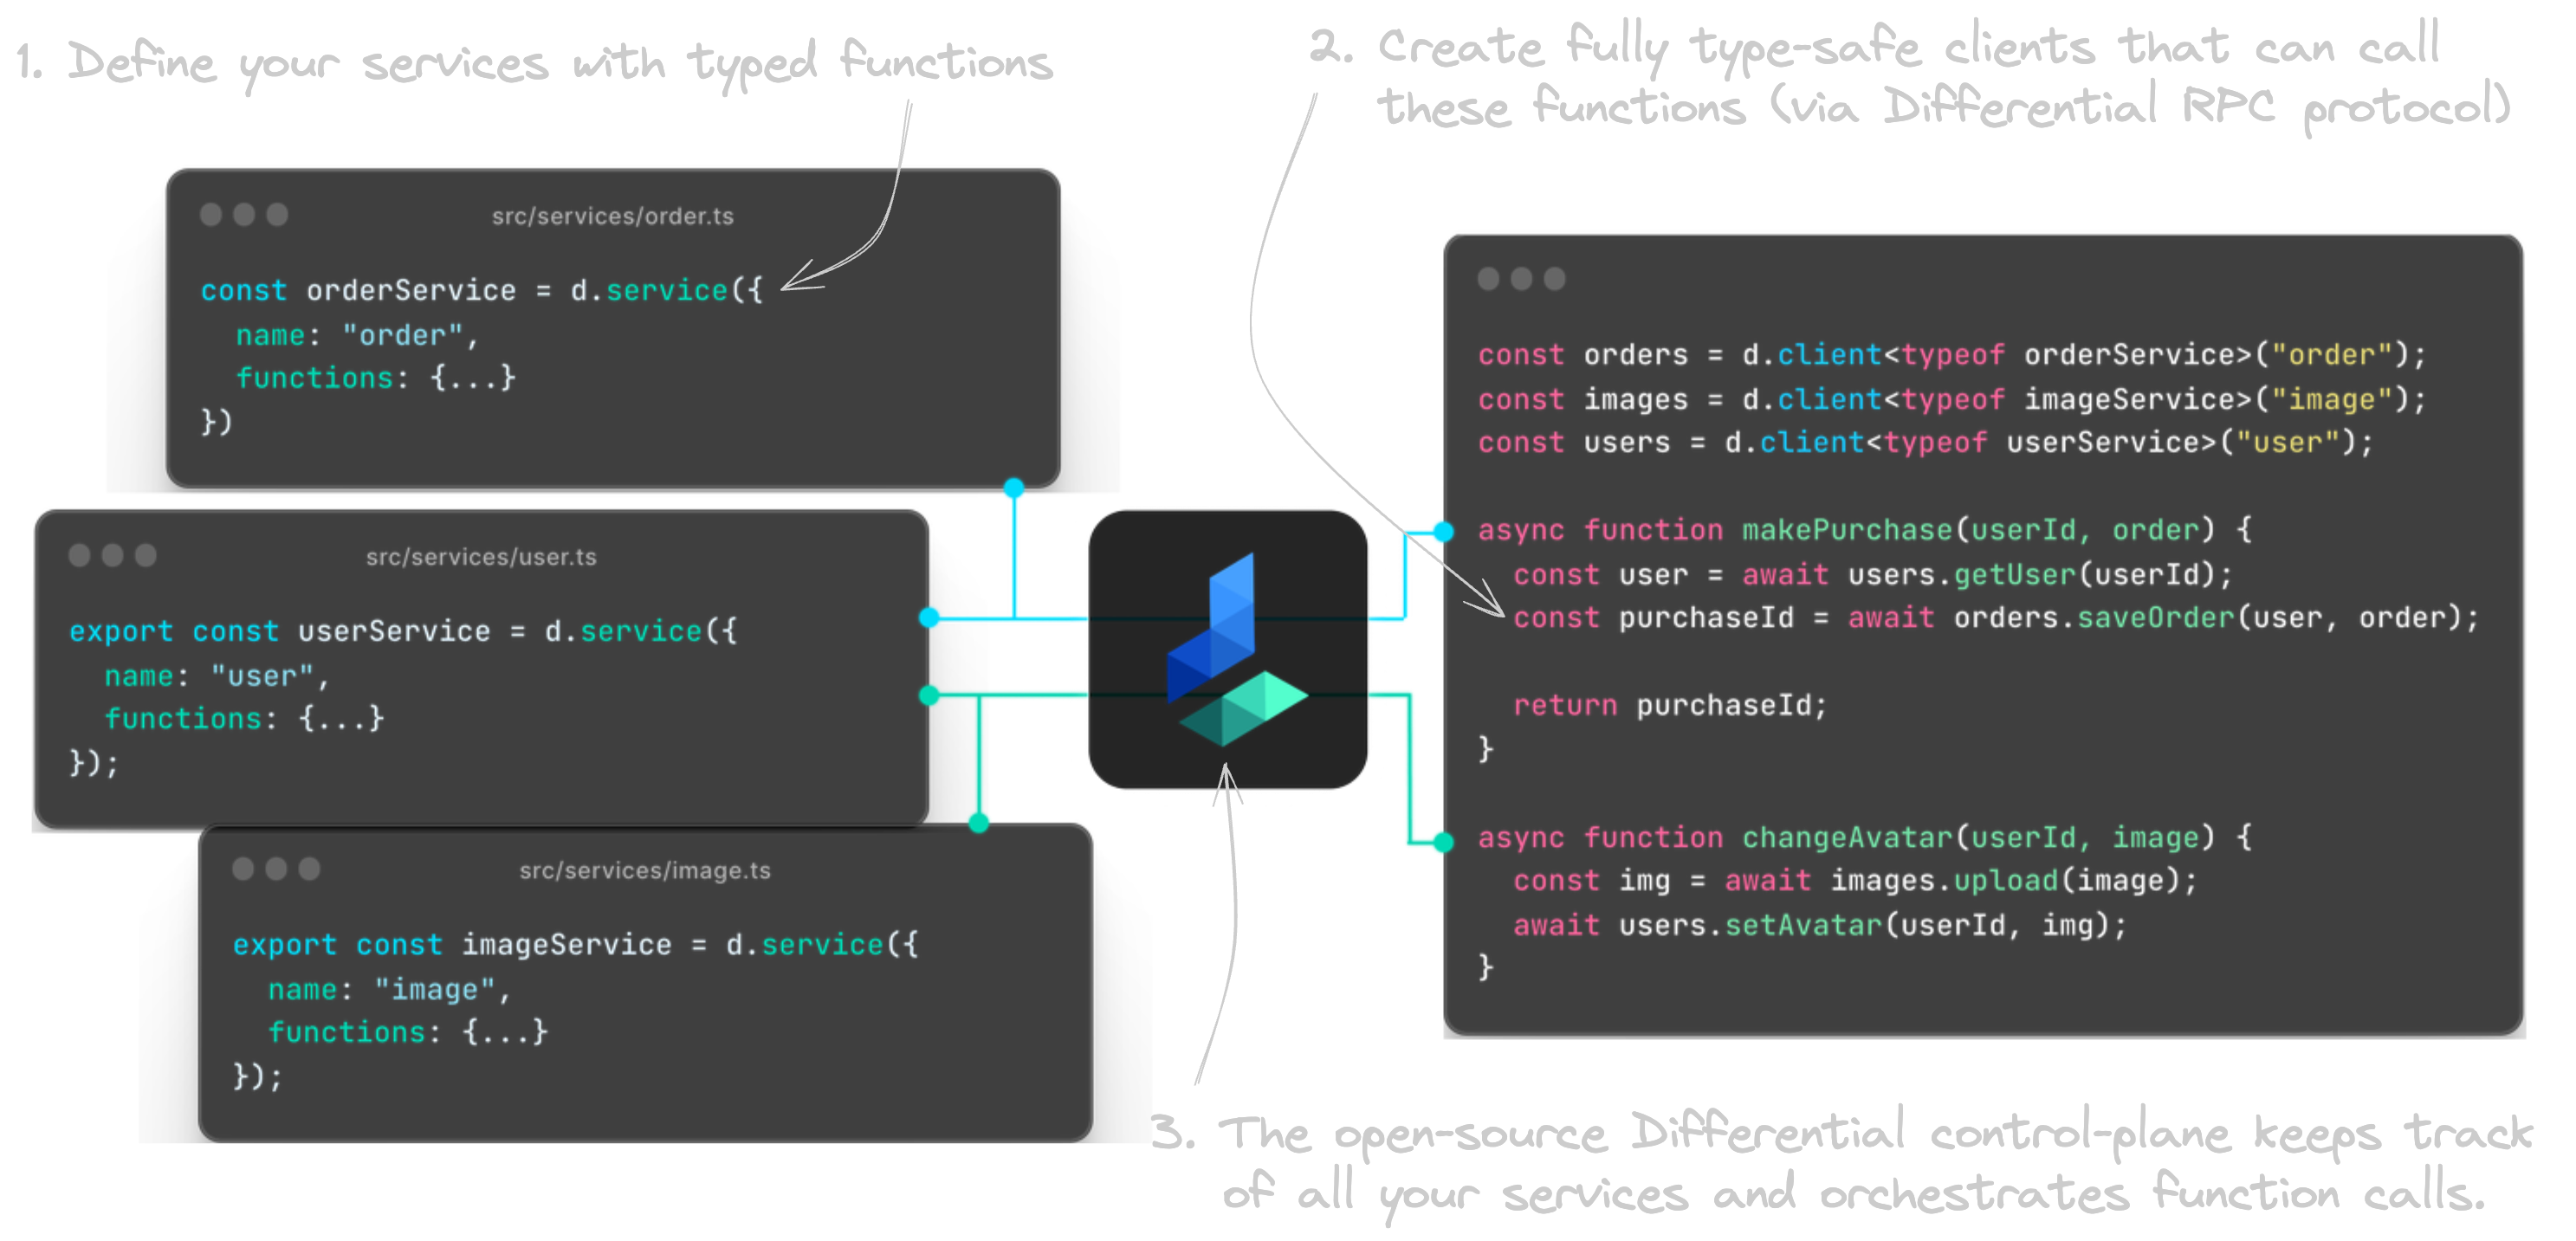 1. Define your services with typed functions
2. Create fully type-safe clients that can call
these functions (via Differential RPC protocol)
src/services/order.ts
const orderService = d.service({
name: "order",
functions: {...}
})
src/services/user.ts
export const userService = d.service({
name: "user",
functions: {...}
});
src/services/image.ts
export const imageService = d.service({
name: "image",
functions: {...}
});
const orders = d.client<typeof orderService>("order");
const images = d.client<typeof imageService>("image");
const users = d.client<typeof userService>("user");
async function makePurchase(userId, order) {
const user = await users.getUser(userId);
const purchaseId = await orders.saveOrder(user, order);
return purchaseId;
}
async function changeAvatar(userId, image) {
const img = await images.upload(image);
await users.setAvatar(userId, img);
}
3. The open-source Differential control-plane keeps track
of all your services and orchestrates function calls.